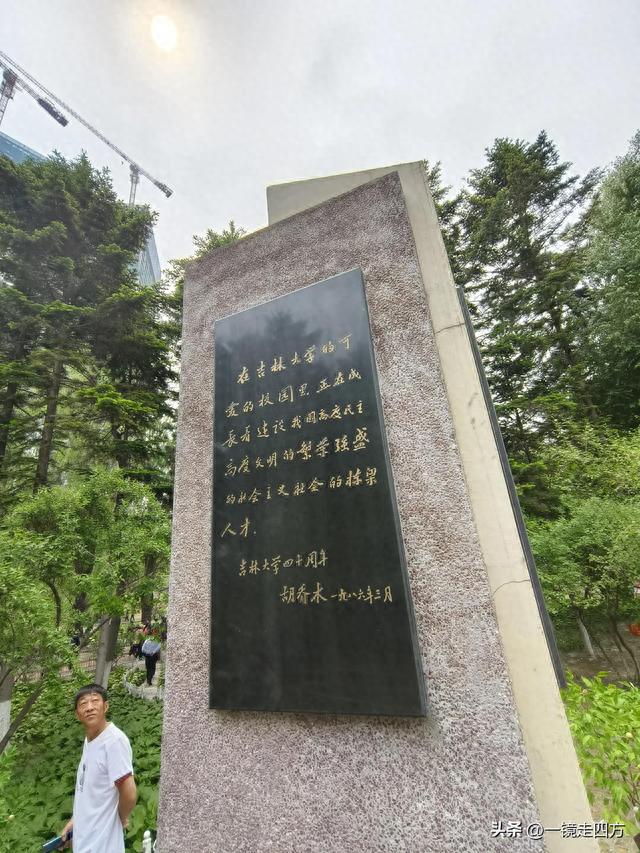 在吉林大学的可
爱的校园里,正在成
长着建设我国高度民主
高度文明的繁荣强盛
的社会主义社会的栋梁
人才.
吉林大学四十周年
胡乔木一九八六年三月
头条 @一镜走四方